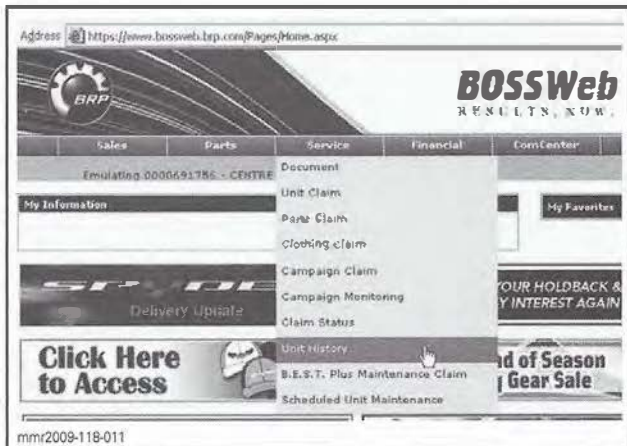 Address https://www.bossweb.brp.com/Pages/Home.aspx
BRP
BOSSWeb
RESULTS. NOW.
Sales Parts Service Financial ComCenter
Emulating 0000691786 - CENTRE
Document
Unit Claim
Parts Claim
Clothing Claim
Campaign Claim
Campaign Monitoring
Claim Status
Unit History
B.E.S.T. Plus Maintenance Claim
Scheduled Unit Maintenance
My Information
My Favorites
Delivery Update
YOUR HOLDBACK &
Y INTEREST AGAIN
Click Here
to Access
d of Season
Gear Sale
mmr2009-118-011